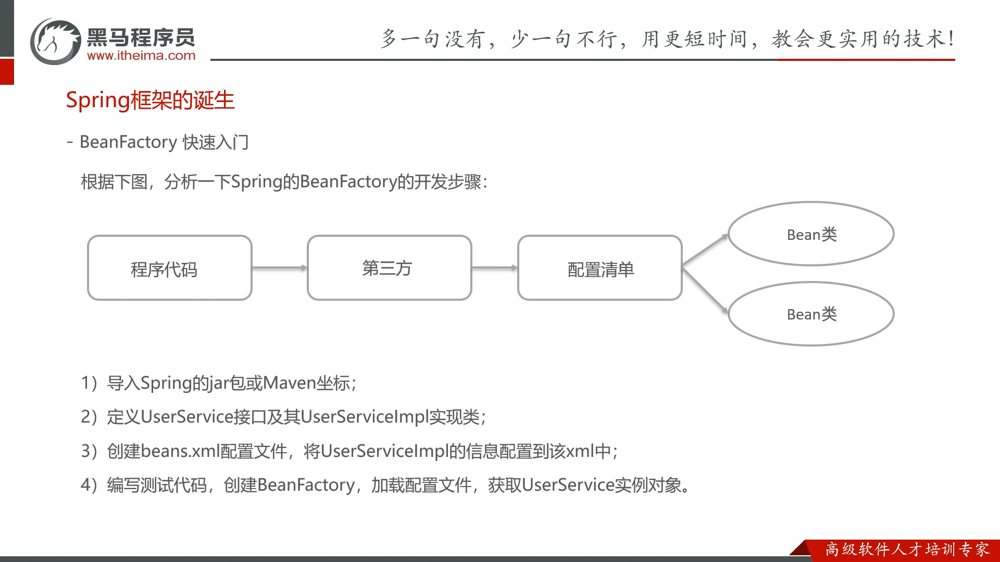 黑马程序员
www.itheima.com
多一句没有，少一句不行，用更短时间，教会更实用的技术！
Spring框架的诞生
- BeanFactory 快速入门
根据下图，分析一下Spring的BeanFactory的开发步骤：
程序代码
第三方
配置清单
Bean类
Bean类
1）导入Spring的jar包或Maven坐标；
2）定义UserService接口及其UserServiceImpl实现类；
3）创建beans.xml配置文件，将UserServiceImpl的信息配置到该xml中；
4）编写测试代码，创建BeanFactory，加载配置文件，获取UserService实例对象。
高级软件人才培训专家